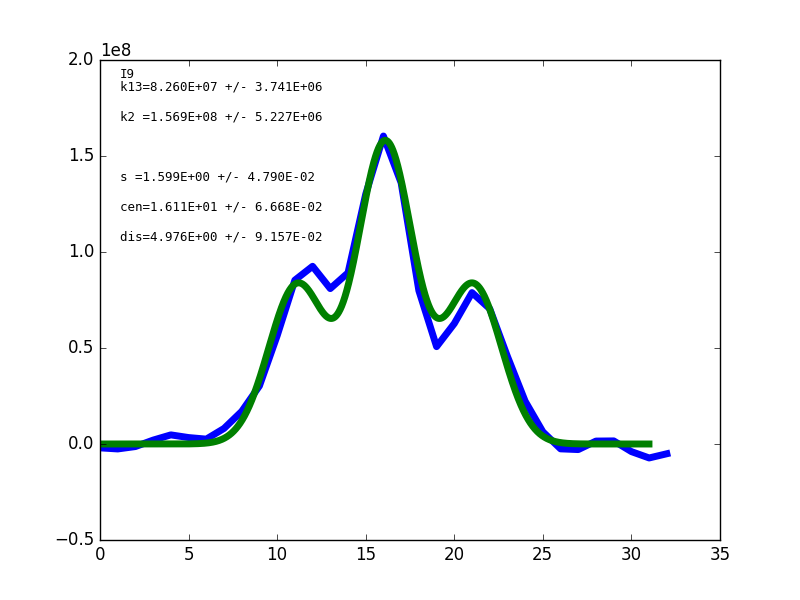 1e8
2.0
I9
k13=8.260E+07 +/- 3.741E+06
k2 =1.569E+08 +/- 5.227E+06
1.5
s =1.599E+00 +/- 4.790E-02
cen=1.611E+01 +/- 6.668E-02
dis=4.976E+00 +/- 9.157E-02
1.0
0.5
0.0
−0.5
0 5 10 15 20 25 30 35